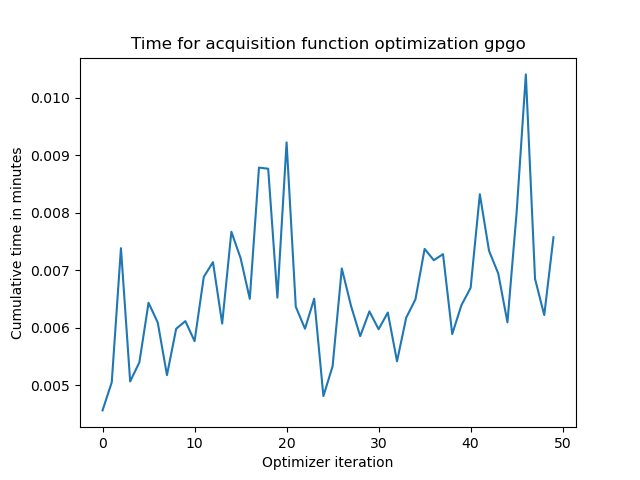 Time for acquisition function optimization gpgo
0.010
0.009
0.008
0.007
0.006
0.005
Cumulative time in minutes
0 10 20 30 40 50
Optimizer iteration